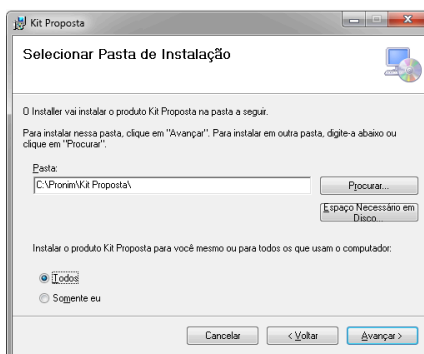 Kit Proposta
Selecionar Pasta de Instalação
O Installer vai instalar o produto Kit Proposta na pasta a seguir.
Para instalar nessa pasta, clique em "Avançar". Para instalar em outra pasta, digite-a abaixo ou
clique em "Procurar".
Pasta:
C:\Pronim\Kit Proposta\
Procurar...
Espaço Necessário em
Disco...
Instalar o produto Kit Proposta para você mesmo ou para todos os que usam o computador:
Todos
Somente eu
Cancelar
< Voltar
Avançar >